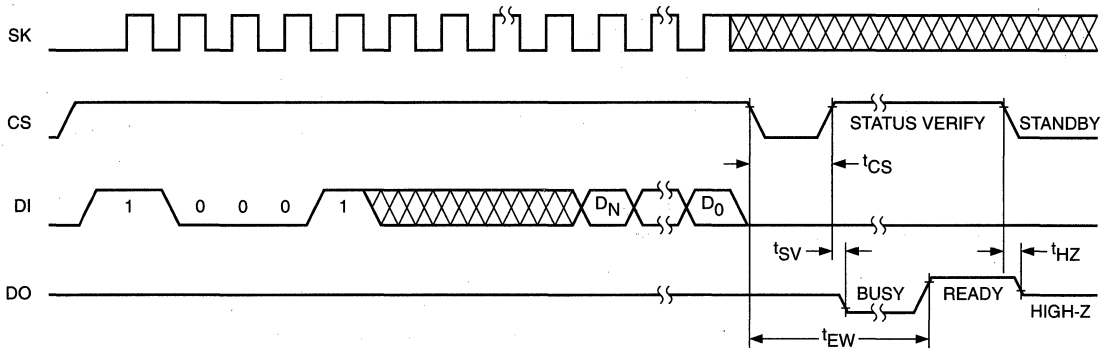 SK
CS
STATUS VERIFY
STANDBY
tCS
DI
1
0
0
0
1
DN
D0
tSV
tHZ
DO
BUSY
READY
HIGH-Z
tEW